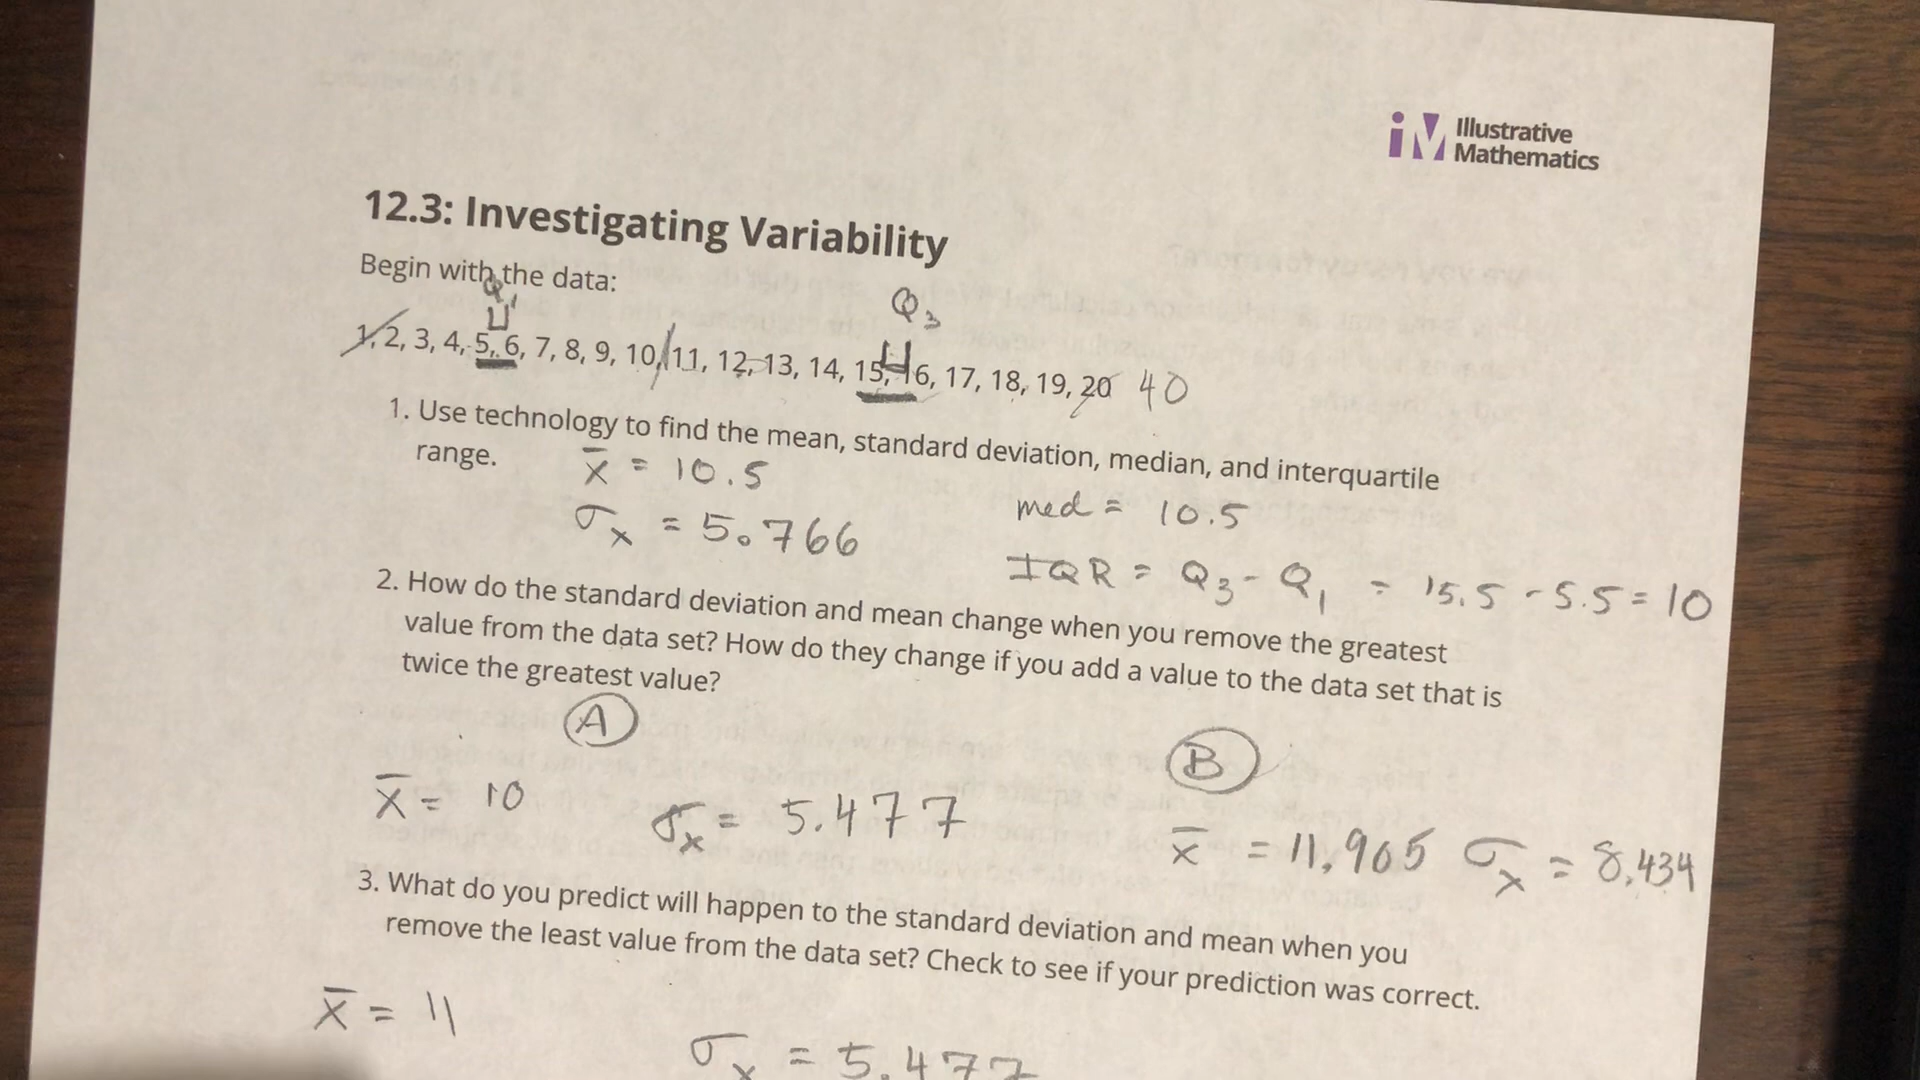 Illustrative
Mathematics
12.3: Investigating Variability
Begin with the data:
Q1
Q3
1, 2, 3, 4, 5, 6, 7, 8, 9, 10, 11, 12, 13, 14, 15, 16, 17, 18, 19, 20 40
1. Use technology to find the mean, standard deviation, median, and interquartile
range.
x̄ = 10.5
med = 10.5
σx = 5.766
IQR = Q3 - Q1 = 15.5 - 5.5 = 10
2. How do the standard deviation and mean change when you remove the greatest
value from the data set? How do they change if you add a value to the data set that is
twice the greatest value?
A
B
x̄ = 10 σx = 5.477
x̄ = 11.905 σx = 8.434
3. What do you predict will happen to the standard deviation and mean when you
remove the least value from the data set? Check to see if your prediction was correct.
x̄ = 11
σx = 5.477